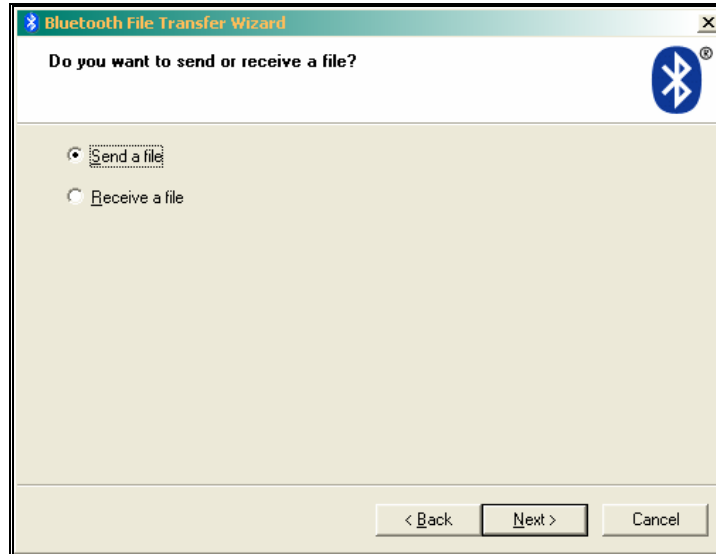 Bluetooth File Transfer Wizard
Do you want to send or receive a file?
®
Send a file
Receive a file
< Back Next > Cancel